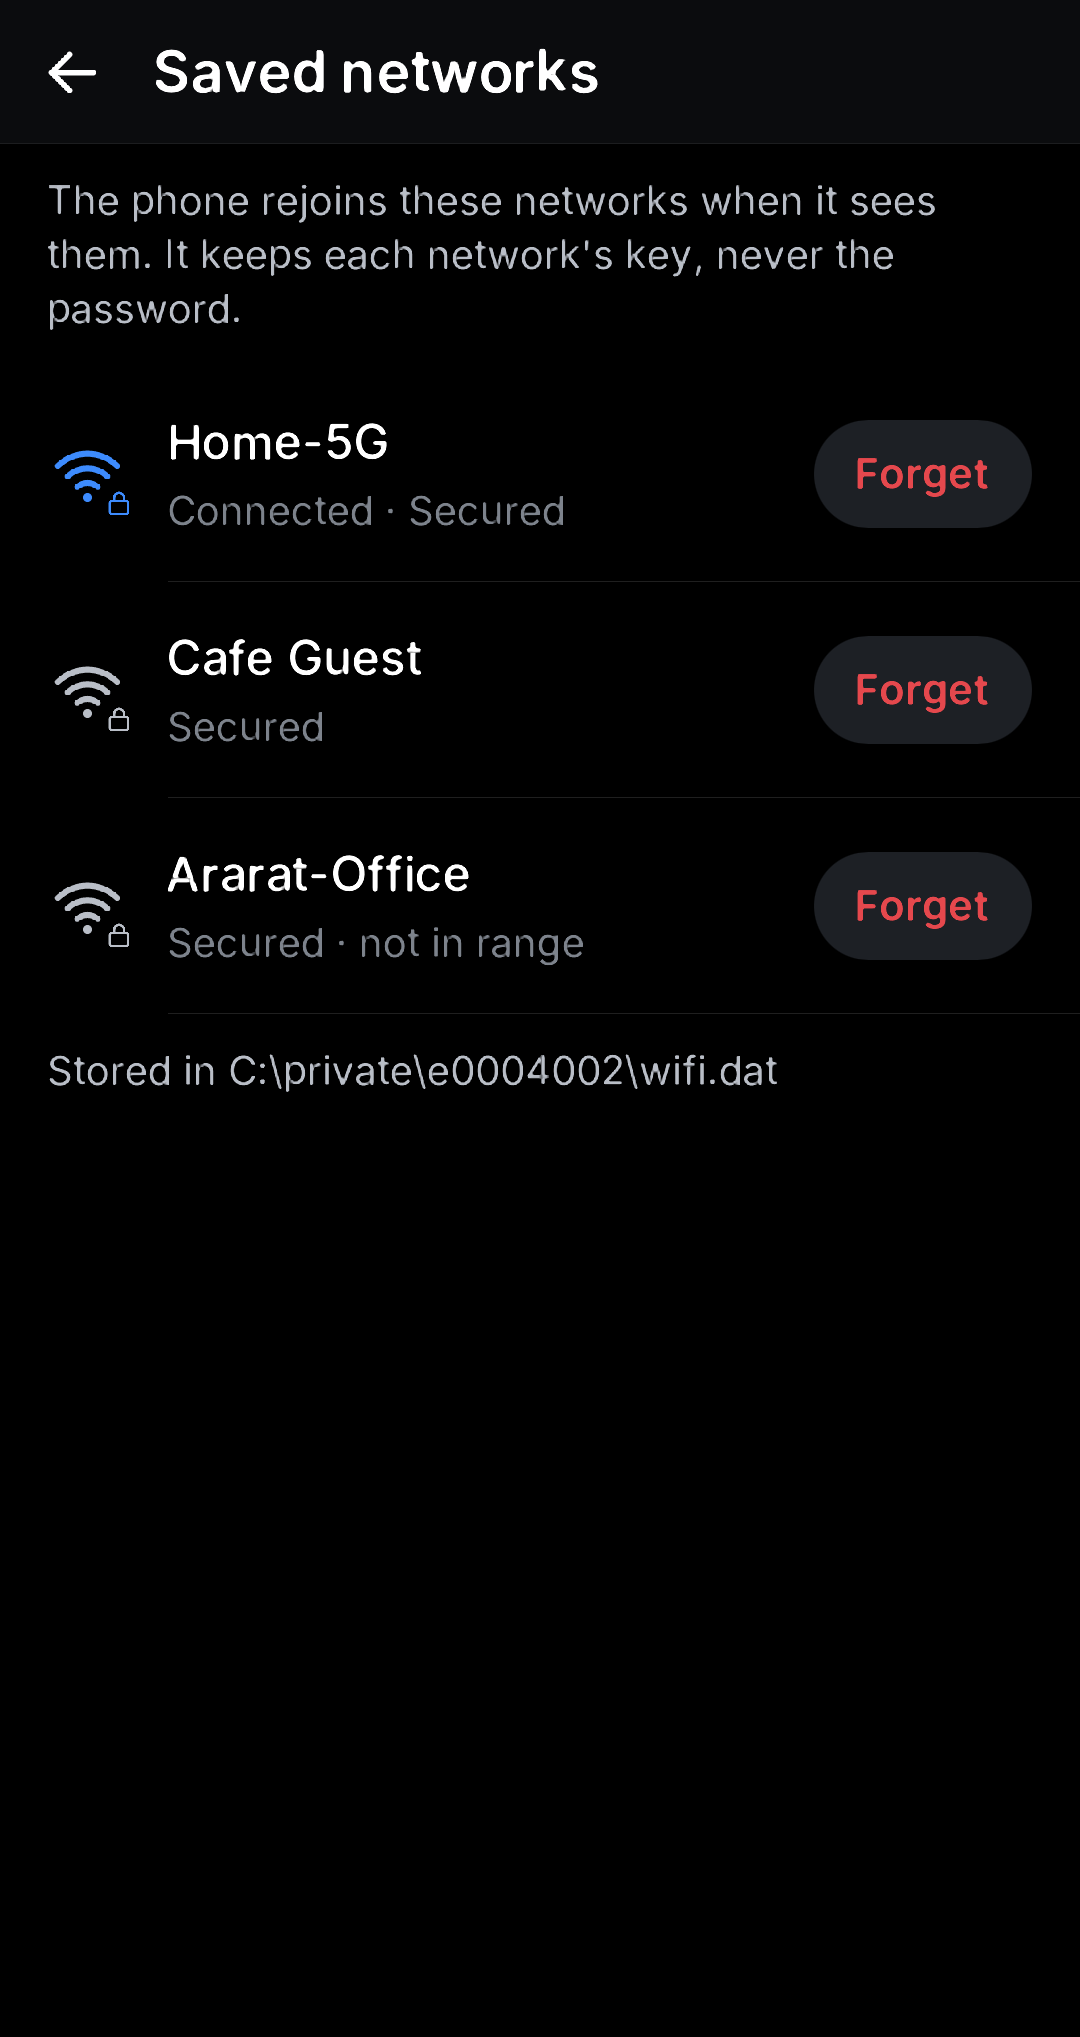 Saved networks
The phone rejoins these networks when it sees
them. It keeps each network's key, never the
password.
Home-5G
Connected · Secured
Forget
Cafe Guest
Secured
Forget
Ararat-Office
Secured · not in range
Forget
Stored in C:\private\e0004002\wifi.dat